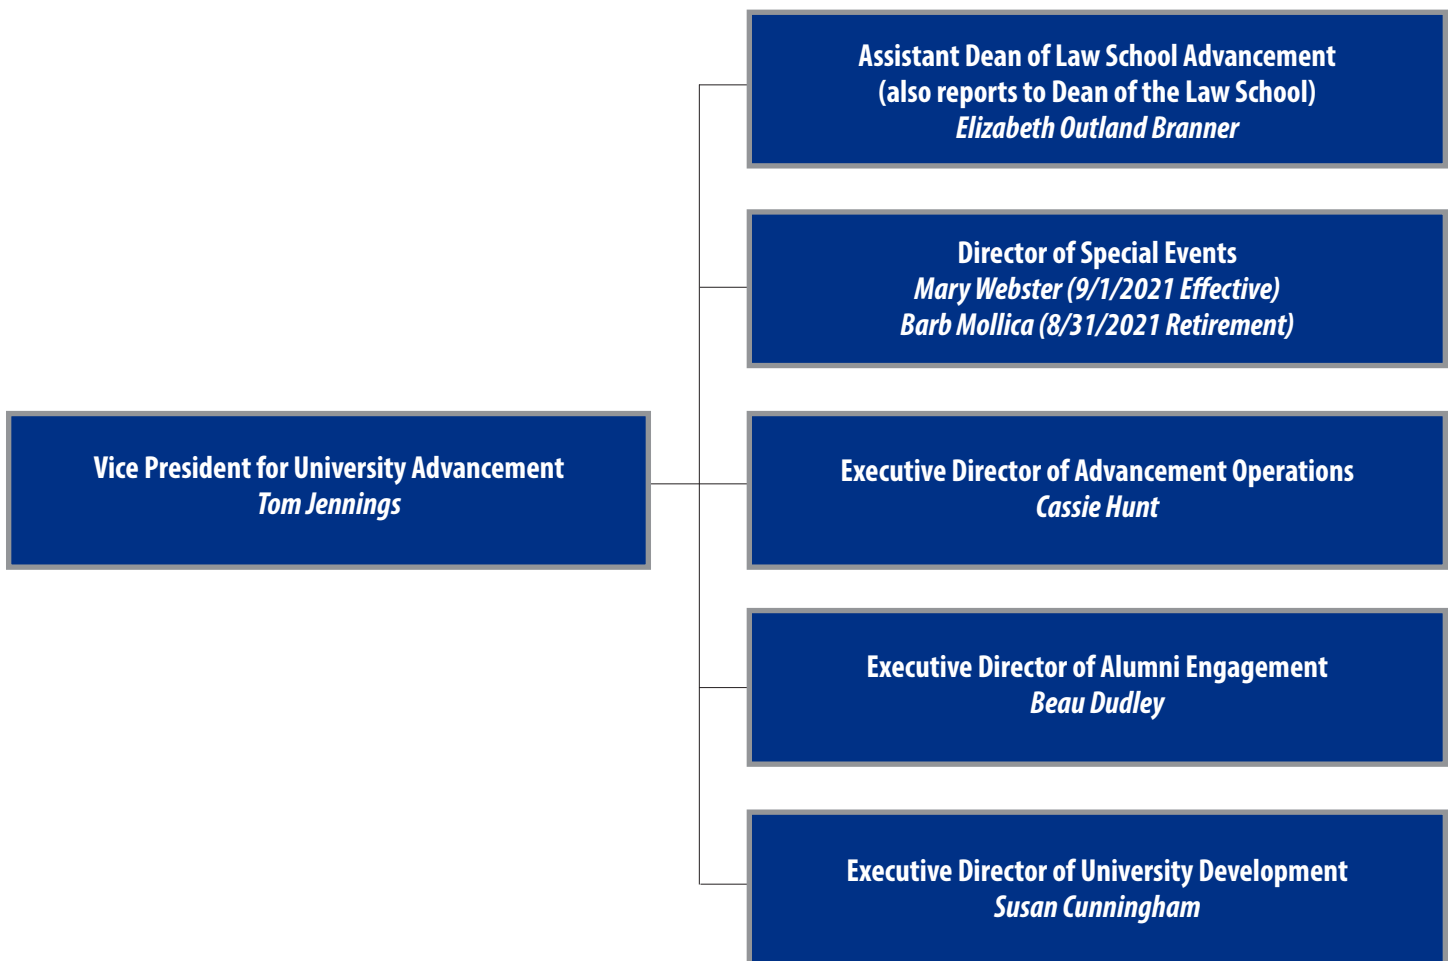 Assistant Dean of Law School Advancement
(also reports to Dean of the Law School)
Elizabeth Outland Branner
Director of Special Events
Mary Webster (9/1/2021 Effective)
Barb Mollica (8/31/2021 Retirement)
Vice President for University Advancement
Tom Jennings
Executive Director of Advancement Operations
Cassie Hunt
Executive Director of Alumni Engagement
Beau Dudley
Executive Director of University Development
Susan Cunningham